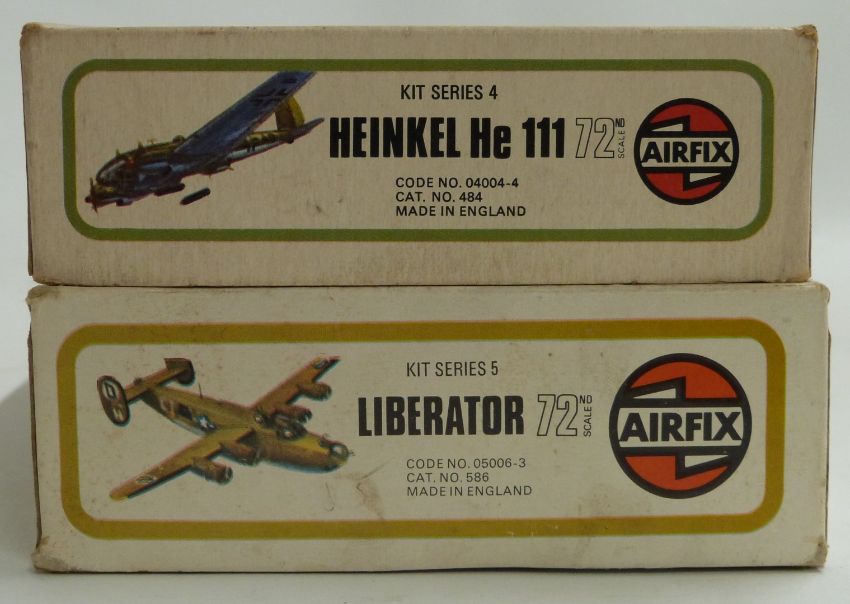 KIT SERIES 4
HEINKEL He 111 72ND SCALE
AIRFIX
CODE NO. 04004-4
CAT. NO. 484
MADE IN ENGLAND
KIT SERIES 5
LIBERATOR 72ND SCALE
AIRFIX
CODE NO. 05006-3
CAT. NO. 586
MADE IN ENGLAND